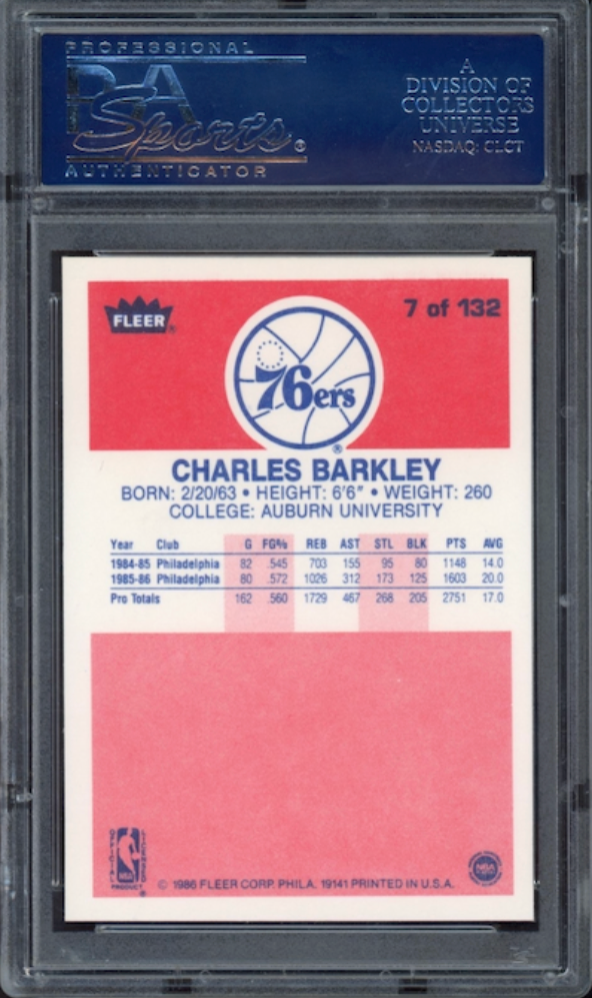 PROFESSIONAL
PSA
Sports®
AUTHENTICATOR
A
DIVISION OF
COLLECTORS
UNIVERSE
NASDAQ: CLCT
FLEER®
7 of 132
76ers®
CHARLES BARKLEY
BORN: 2/20/63 • HEIGHT: 6'6" • WEIGHT: 260
COLLEGE: AUBURN UNIVERSITY
Year Club G FG% REB AST STL BLK PTS AVG
1984-85 Philadelphia 82 .545 703 155 95 80 1148 14.0
1985-86 Philadelphia 80 .572 1026 312 173 125 1603 20.0
Pro Totals 162 .560 1729 467 268 205 2751 17.0
OFFICIAL LICENSED
NBA
PRODUCT
© 1986 FLEER CORP. PHILA. 19141 PRINTED IN U.S.A.